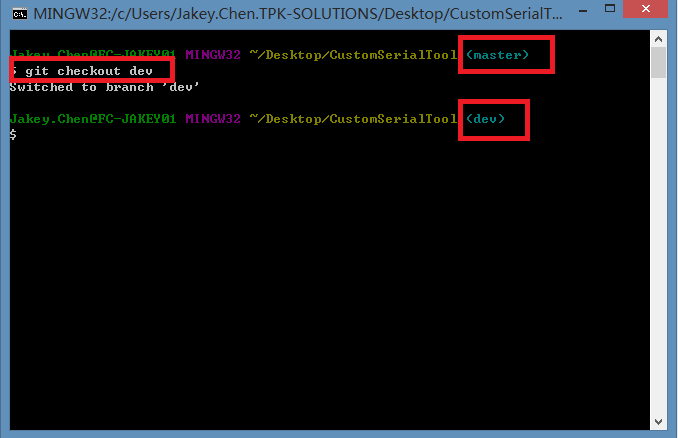 MINGW32:/c/Users/Jakey.Chen.TPK-SOLUTIONS/Desktop/CustomSerialT...
Jakey.Chen@FC-JAKEY01 MINGW32 ~/Desktop/CustomSerialTool (master)
$ git checkout dev
Switched to branch 'dev'
Jakey.Chen@FC-JAKEY01 MINGW32 ~/Desktop/CustomSerialTool (dev)
$